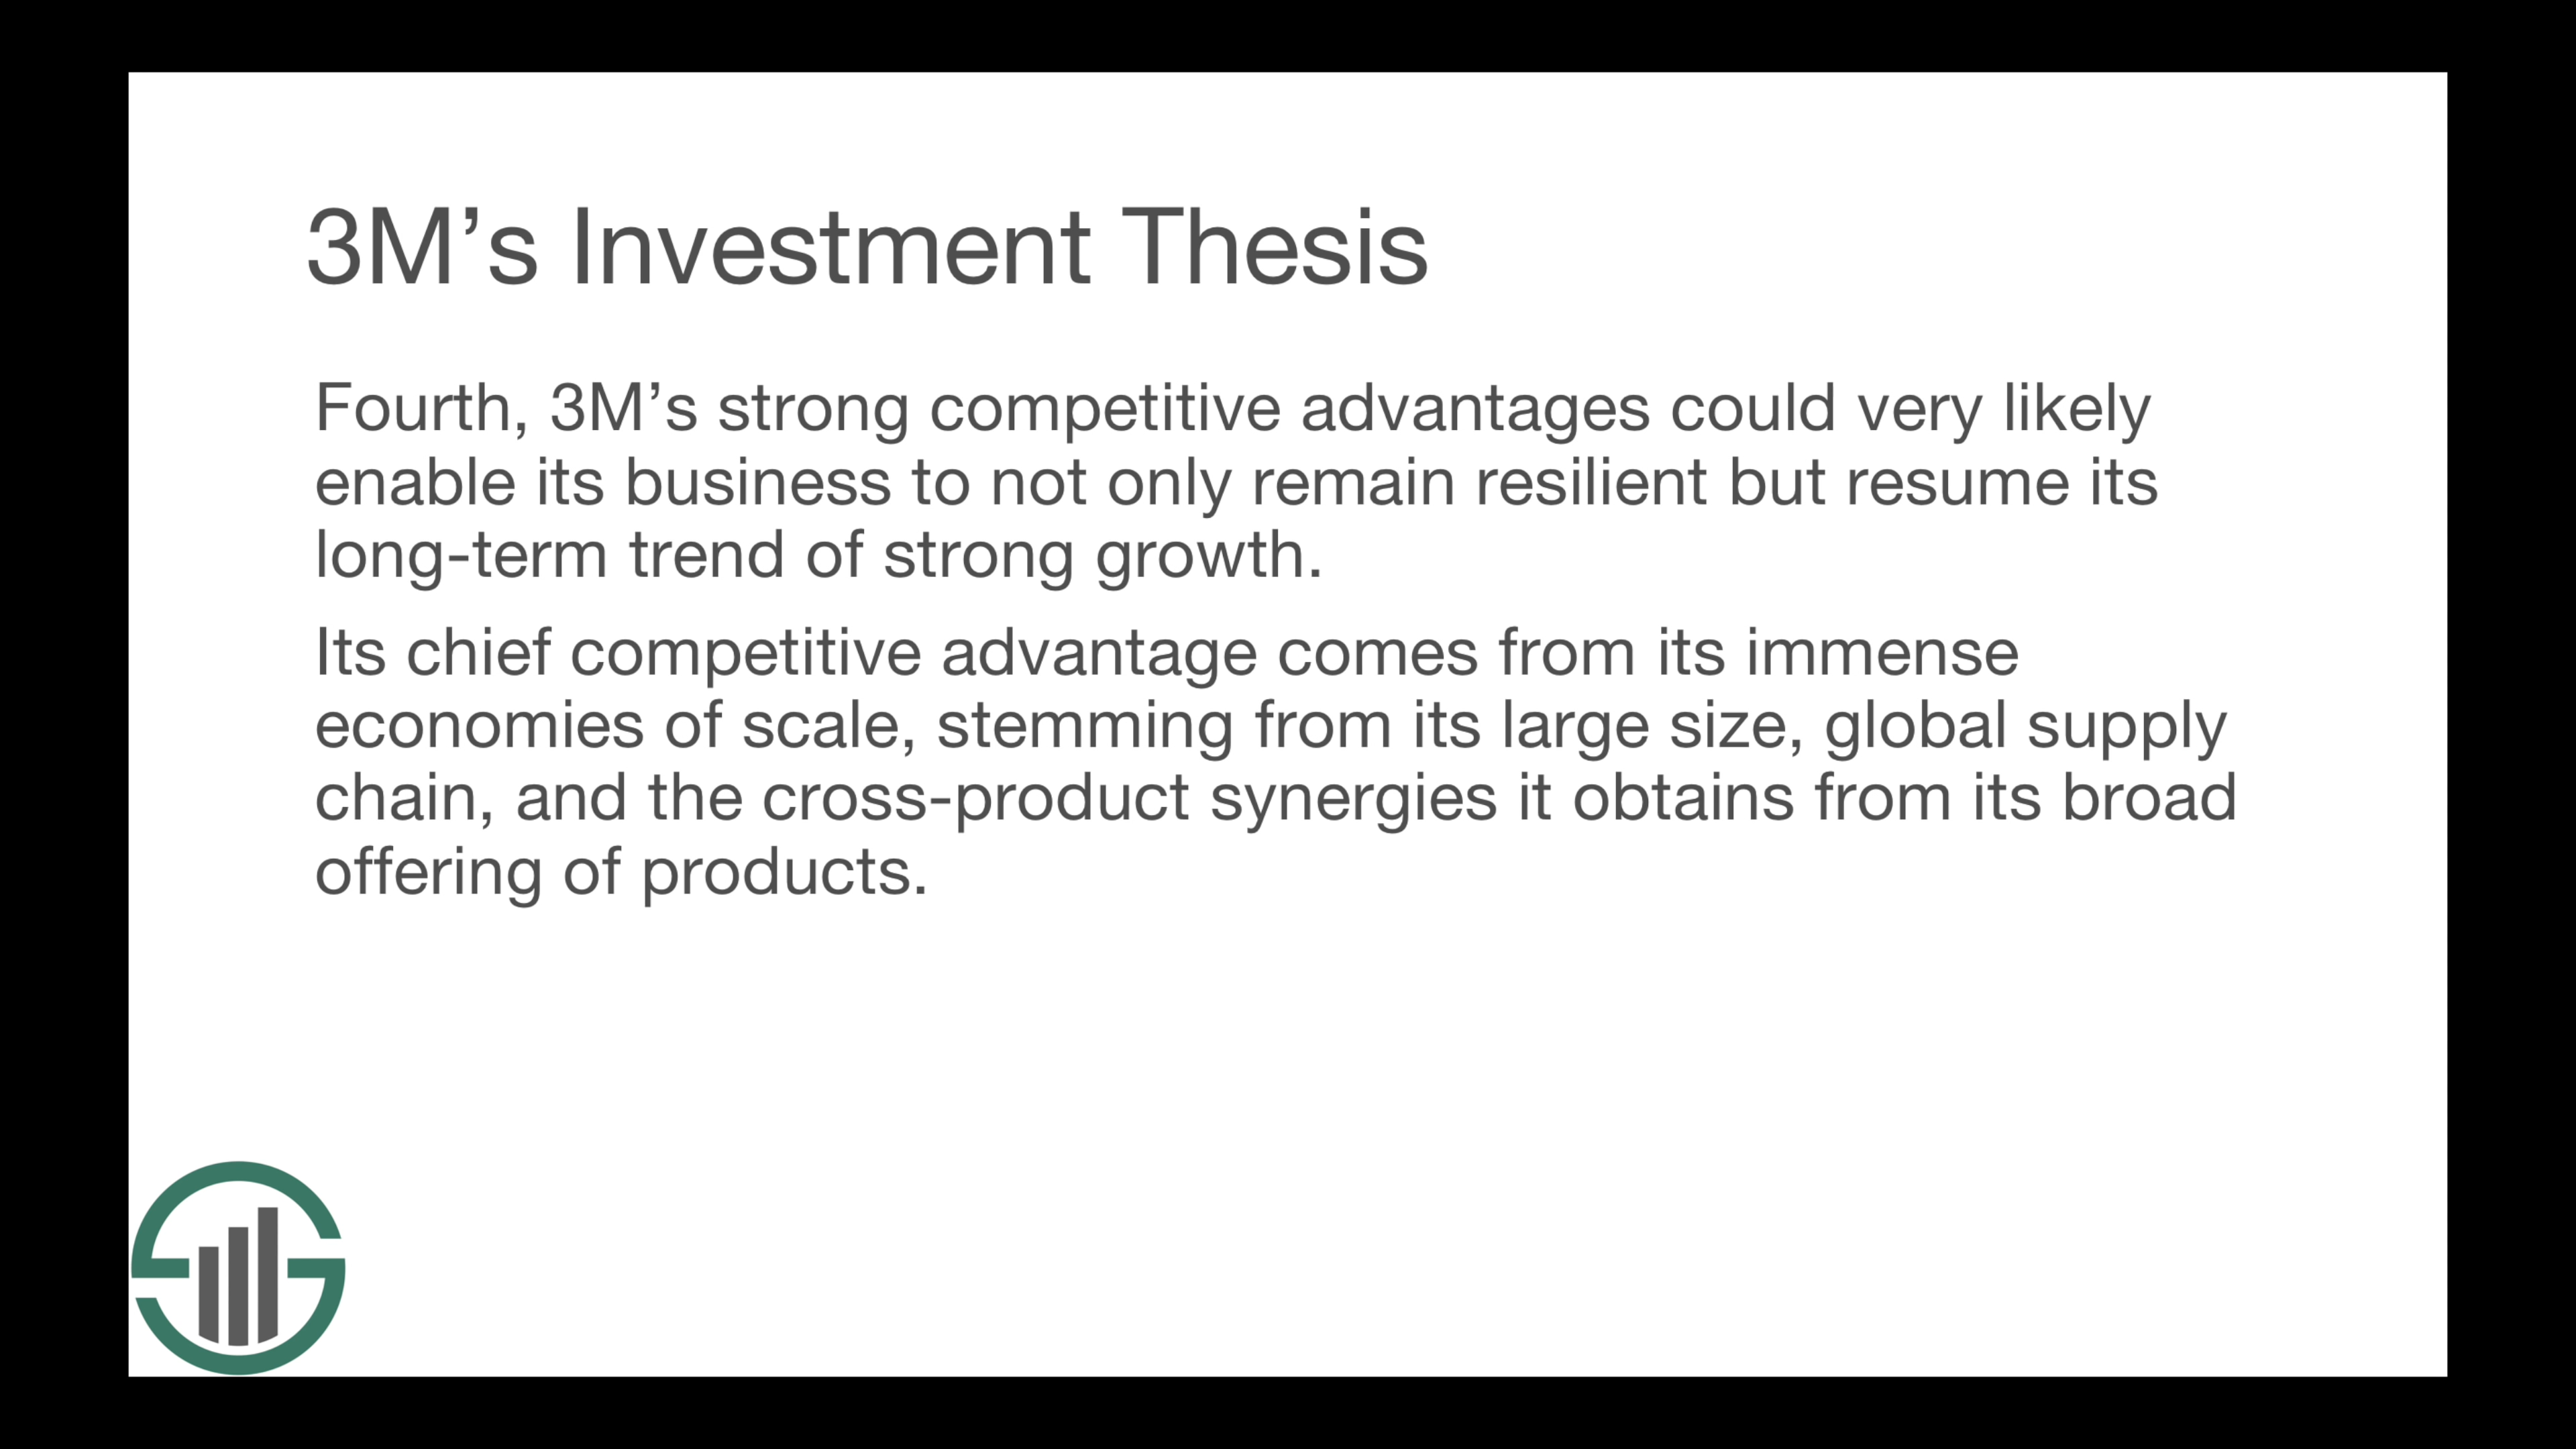 3M’s Investment Thesis
Fourth, 3M’s strong competitive advantages could very likely
enable its business to not only remain resilient but resume its
long-term trend of strong growth.
Its chief competitive advantage comes from its immense
economies of scale, stemming from its large size, global supply
chain, and the cross-product synergies it obtains from its broad
offering of products.